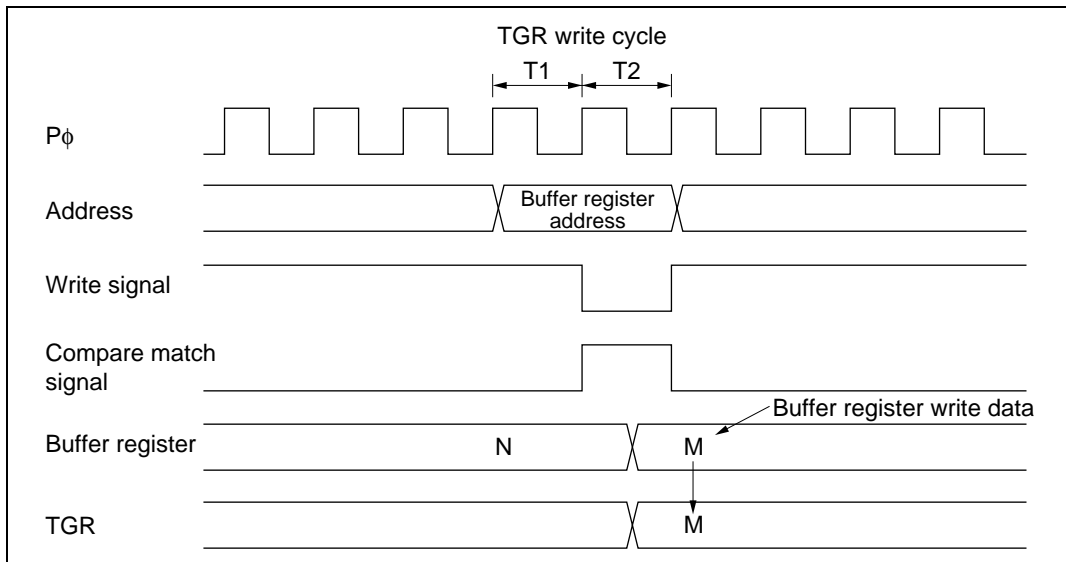 TGR write cycle
T1 T2
Pϕ
Address
Buffer register
address
Write signal
Compare match
signal
Buffer register write data
Buffer register
N M
TGR
M